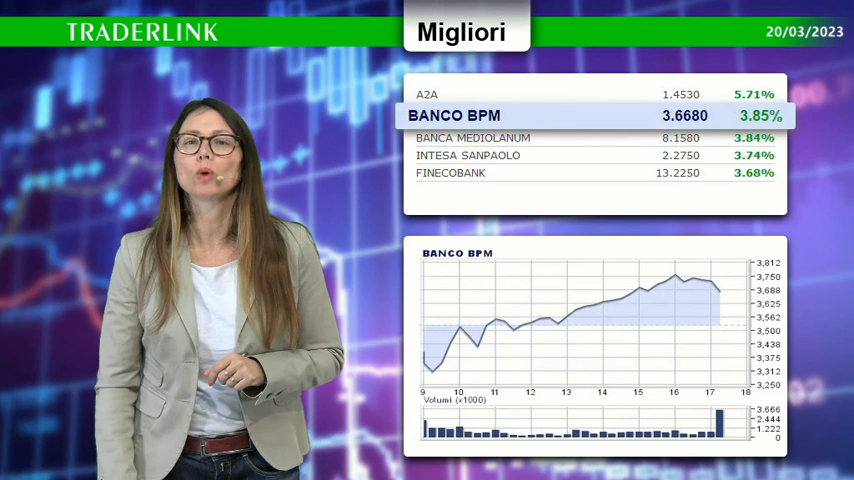 TRADERLINK
Migliori
20/03/2023
A2A 1.4530 5.71%
BANCO BPM 3.6680 3.85%
BANCA MEDIOLANUM 8.1580 3.84%
INTESA SANPAOLO 2.2750 3.74%
FINECOBANK 13.2250 3.68%
BANCO BPM
3,812
3,750
3,688
3,625
3,562
3,500
3,438
3,375
3,312
3,250
9 10 11 12 13 14 15 16 17 18
Volumi (x1000)
3.666
2.444
1.222
0